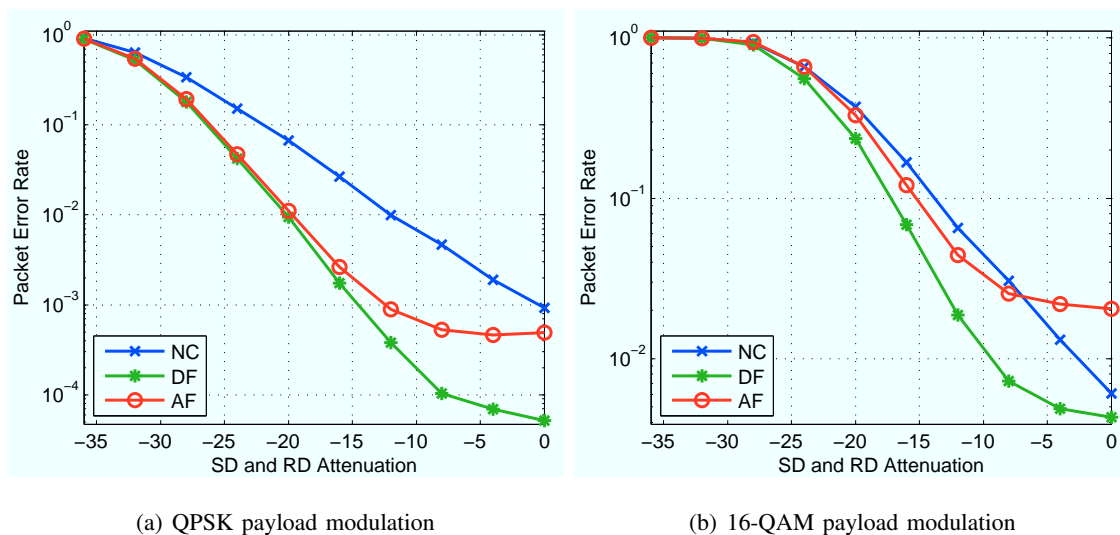 10^0
10^-1
10^-2
10^-3
10^-4
Packet Error Rate
NC
DF
AF
−35 −30 −25 −20 −15 −10 −5 0
SD and RD Attenuation
(a) QPSK payload modulation
10^0
10^-1
10^-2
Packet Error Rate
NC
DF
AF
−35 −30 −25 −20 −15 −10 −5 0
SD and RD Attenuation
(b) 16-QAM payload modulation